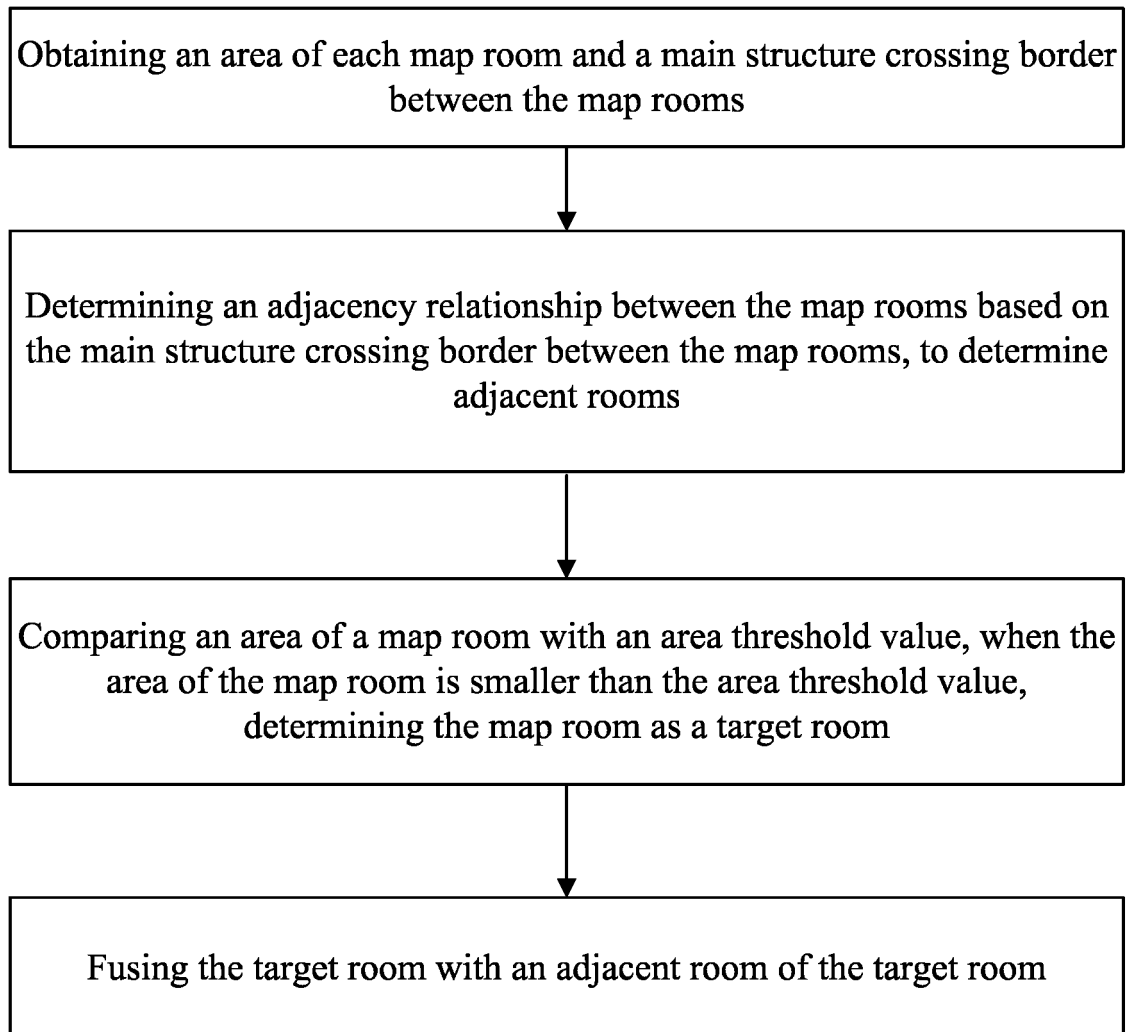 Obtaining an area of each map room and a main structure crossing border
between the map rooms
Determining an adjacency relationship between the map rooms based on
the main structure crossing border between the map rooms, to determine
adjacent rooms
Comparing an area of a map room with an area threshold value, when the
area of the map room is smaller than the area threshold value,
determining the map room as a target room
Fusing the target room with an adjacent room of the target room